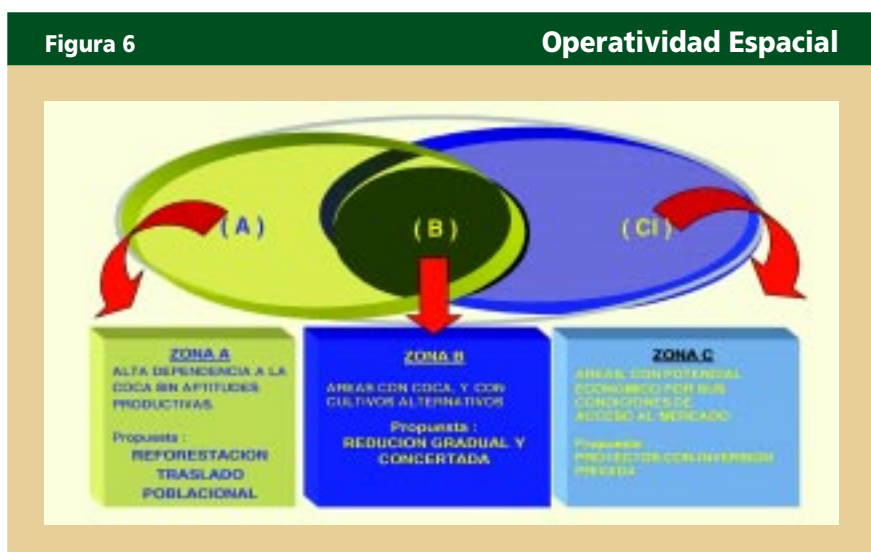 Figura 6
Operatividad Espacial
( A )
( B )
( CI )
ZONA A
ALTA DEPENDENCIA A LA
COCA SIN APTITUDES
PRODUCTIVAS.
Propuesta :
REFORESTACION
TRASLADO
POBLACIONAL
ZONA B
AREAS CON COCA, Y CON
CULTIVOS ALTERNATIVOS
Propuesta :
REDUCION GRADUAL Y
CONCERTADA
ZONA C
AREAS, CON POTENCIAL
ECONOMICO POR SUS
CONDICIONES DE
ACCESO AL MERCADO
Propuesta :
PROYECTOS CON INVERSION
PRIVADA